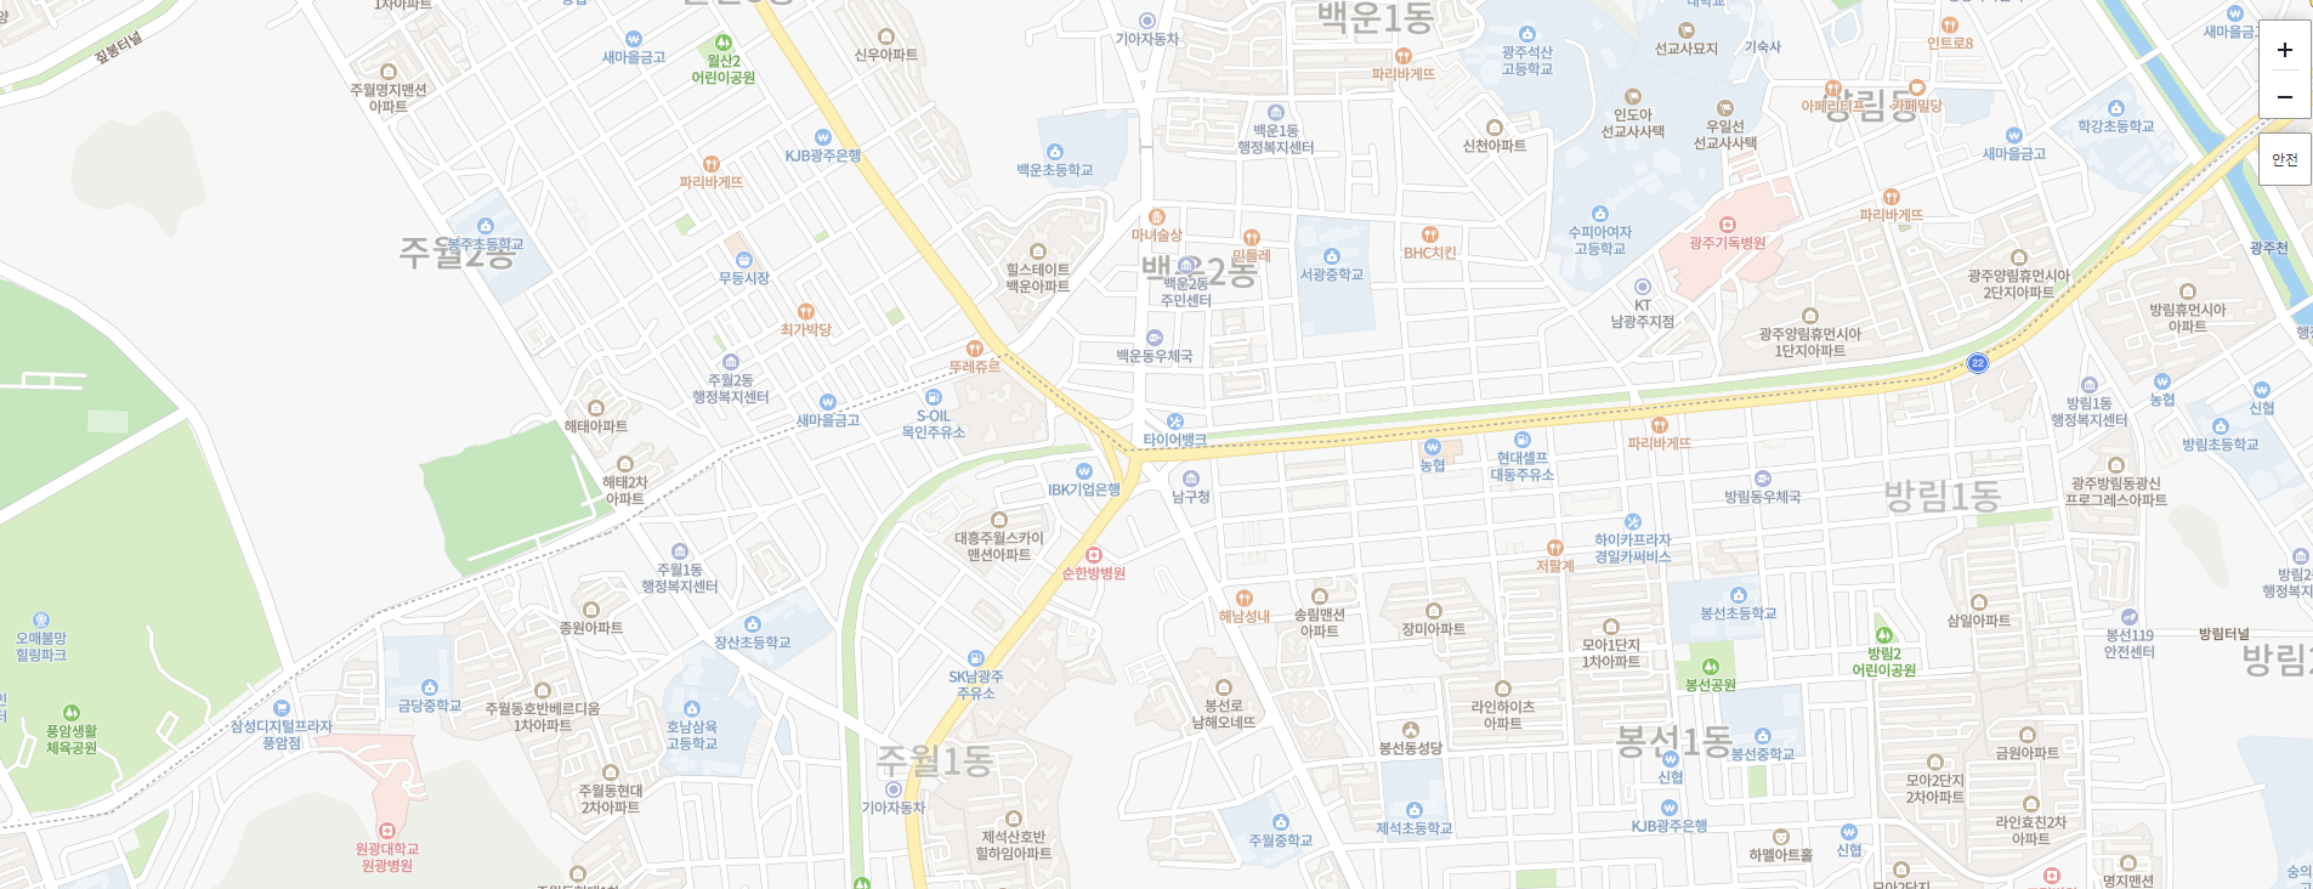 1차아파트
짚봉터널
새마을금고
월산2
어린이공원
신우아파트
기아자동차
백운1동
파리바게뜨
광주석산
고등학교
선교사묘지
기숙사
대학교
인트로8
주월명지맨션
아파트
KJB광주은행
파리바게뜨
백운초등학교
백운1동
행정복지센터
신천아파트
인도아
선교사사택
우일선
선교사사택
아페리티프
카페밀당
양림동
새마을금고
학강초등학교
안전
봉주초등학교
주월2동
무등시장
힐스테이트
백운아파트
마녀술상
민들레
백운2동
백운2동
주민센터
서광중학교
BHC치킨
수피아여자
고등학교
광주기독병원
파리바게뜨
광주양림휴먼시아
2단지아파트
광주천
방림휴먼시아
아파트
최가박당
뚜레쥬르
백운동우체국
KT
남광주지점
광주양림휴먼시아
1단지아파트
22
주월2동
행정복지센터
새마을금고
S-OIL
목인주유소
해태아파트
타이어뱅크
파리바게뜨
방림1동
행정복지센터
농협
신협
방림초등학교
해태2차
아파트
IBK기업은행
남구청
농협
현대셀프
대동주유소
방림동우체국
방림1동
광주방림동광신
프로그레스아파트
대흥주월스카이
맨션아파트
순한방병원
저팔계
하이카프라자
경일카써비스
주월1동
행정복지센터
종원아파트
장산초등학교
해남성내
송림맨션
아파트
장미아파트
모아1단지
1차아파트
봉선초등학교
삼일아파트
봉선119
안전센터
방림터널
오매불망
힐링파크
금당중학교
주월동호반베르디움
1차아파트
호남삼육
고등학교
SK남광주
주유소
봉선로
남해오네뜨
라인하이츠
아파트
봉선공원
방림2
어린이공원
풍암생활
체육공원
삼성디지털프라자
풍암점
주월1동
봉선동성당
봉선1동
신협
봉선중학교
금원아파트
주월동현대
2차아파트
기아자동차
모아2단지
2차아파트
원광대학교
원광병원
제석산호반
힐하임아파트
주월중학교
제석초등학교
KJB광주은행
하멜아트홀
신협
라인효친2차
아파트
모아2단지
명지맨션